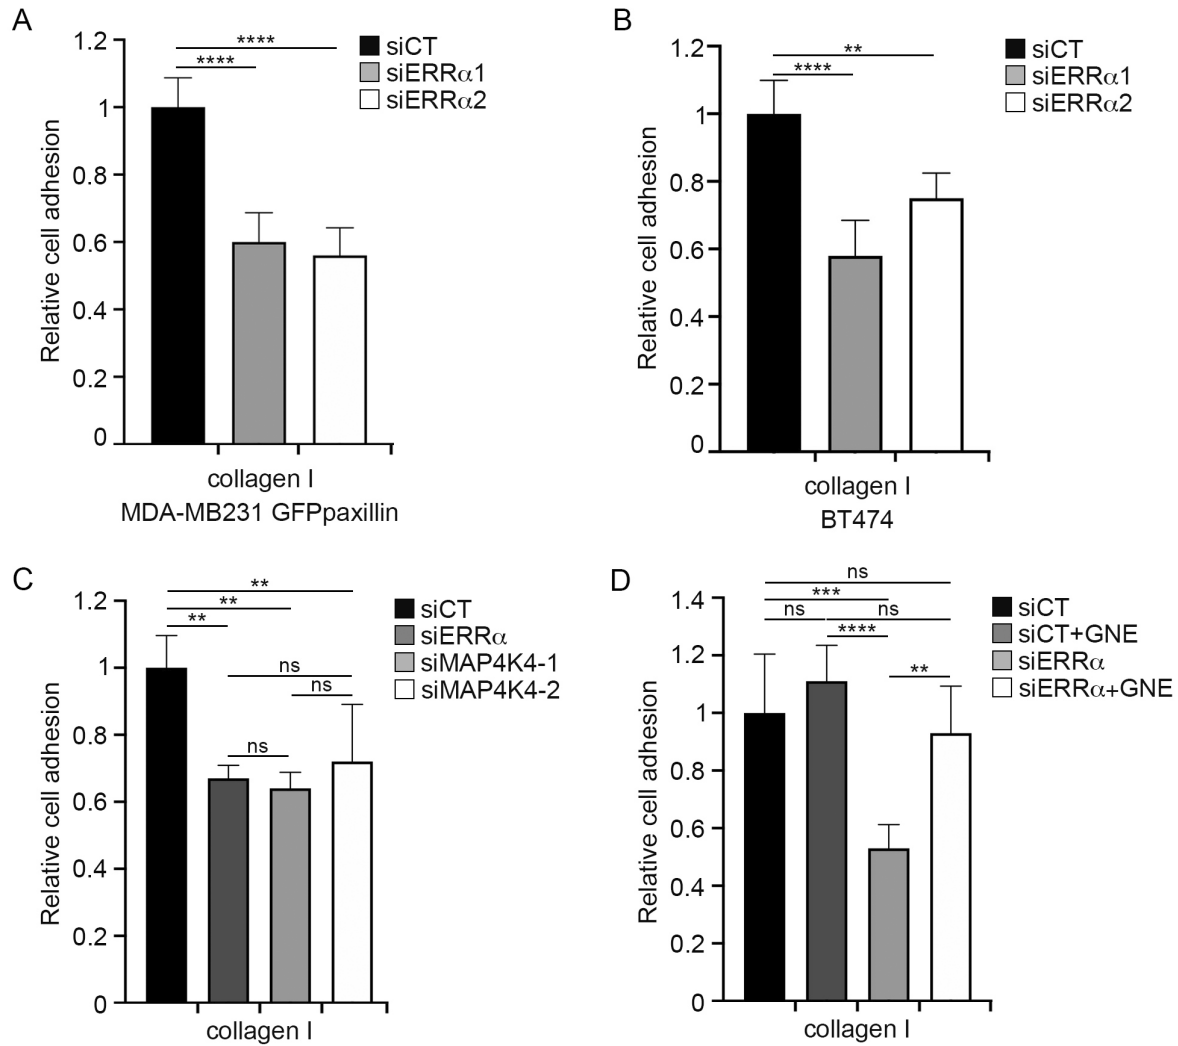 A
Relative cell adhesion
1.2
1
0.8
0.6
0.4
0.2
0
****
****
siCT
siERRα1
siERRα2
collagen I
MDA-MB231 GFPpaxillin
B
Relative cell adhesion
1.2
1
0.8
0.6
0.4
0.2
0
**
****
siCT
siERRα1
siERRα2
collagen I
BT474
C
Relative cell adhesion
1.2
1
0.8
0.6
0.4
0.2
0
**
**
**
ns
ns
ns
siCT
siERRα
siMAP4K4-1
siMAP4K4-2
collagen I
D
Relative cell adhesion
1.4
1.2
1
0.8
0.6
0.4
0.2
0
ns
***
ns
ns
****
**
siCT
siCT+GNE
siERRα
siERRα+GNE
collagen I